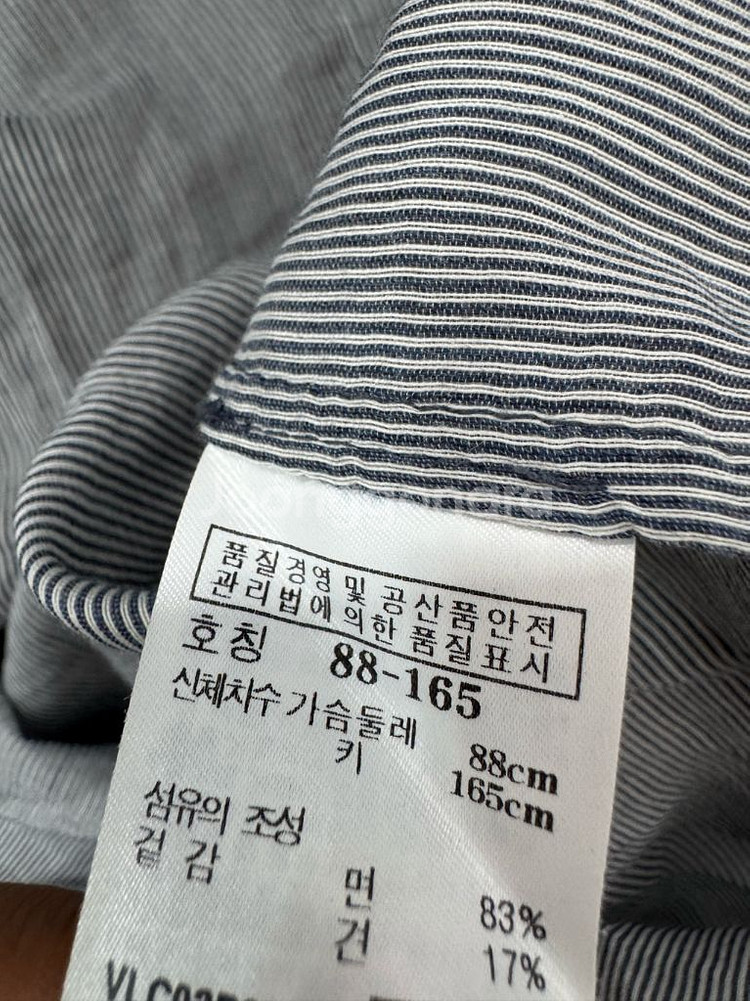 품질경영 및 공산품안전
관리법에 의한 품질표시
호칭 88-165
신체치수 가슴둘레 88cm
키 165cm
섬유의 조성
겉감
면 83%
견 17%